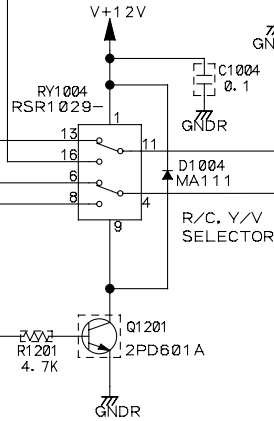 V+12V
GN
C1004
0.1
RY1004
RSR1029-
GNDR
1
13
11
16
D1004
MA111
6
8
4
R/C, Y/V
SELECTOR
9
Q1201
2PD601A
R1201
4.7K
GNDR